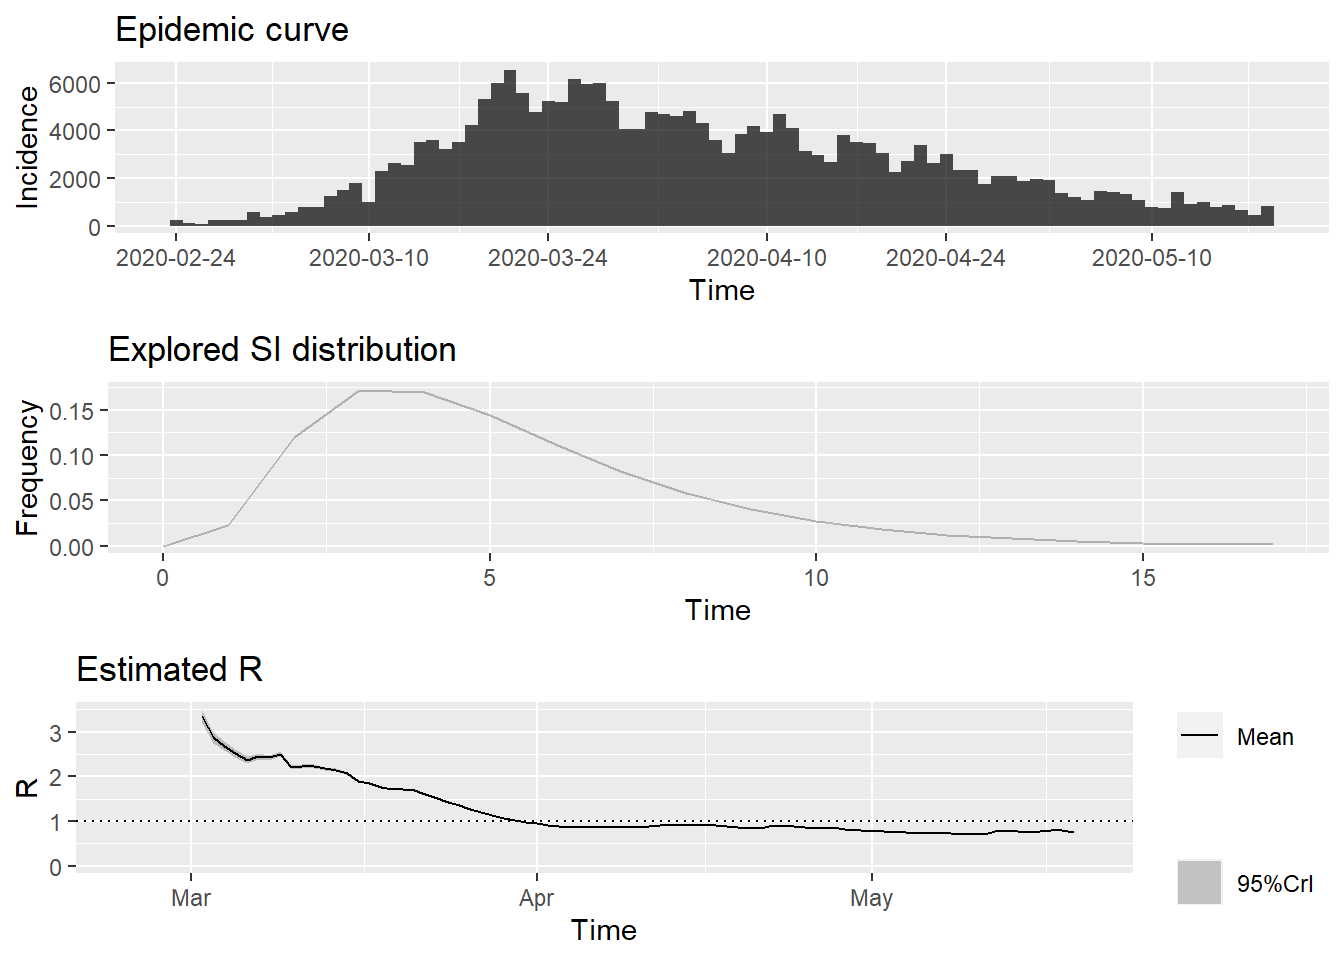 Epidemic curve
Incidence
6000
4000
2000
0
2020-02-24 2020-03-10 2020-03-24 2020-04-10 2020-04-24 2020-05-10
Time
Explored SI distribution
Frequency
0.15
0.10
0.05
0.00
0 5 10 15
Time
Estimated R
R
3
2
1
0
Mar Apr May
Time
Mean
95%CrI